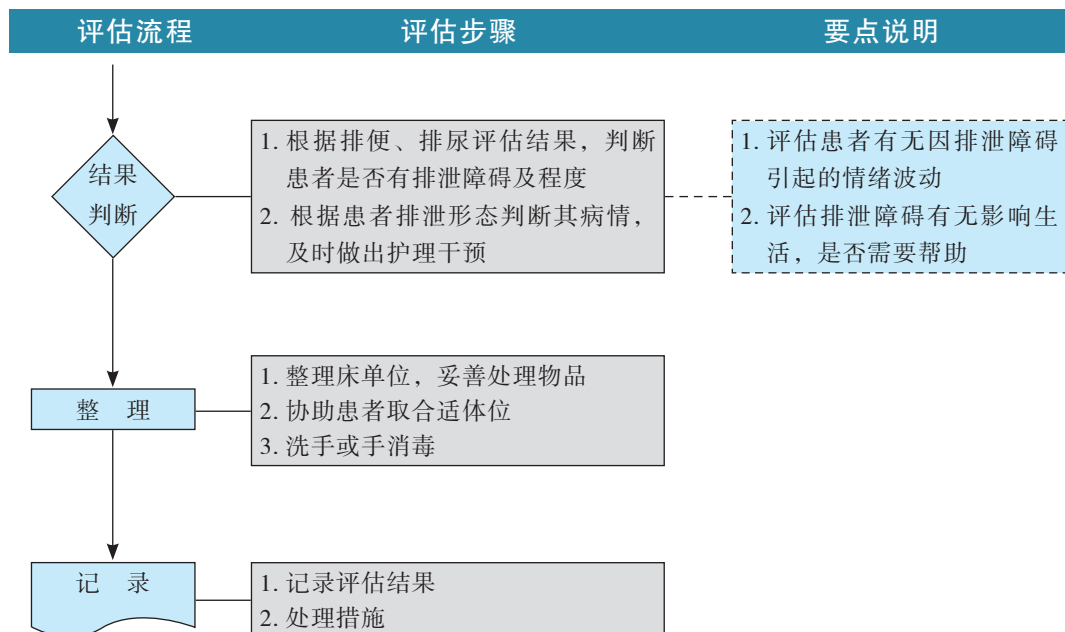 评估流程 评估步骤 要点说明
结果
判断
1. 根据排便、排尿评估结果，判断
患者是否有排泄障碍及程度
2. 根据患者排泄形态判断其病情，
及时做出护理干预
1. 评估患者有无因排泄障碍
引起的情绪波动
2. 评估排泄障碍有无影响生
活，是否需要帮助
整 理
1. 整理床单位，妥善处理物品
2. 协助患者取合适体位
3. 洗手或手消毒
记 录
1. 记录评估结果
2. 处理措施